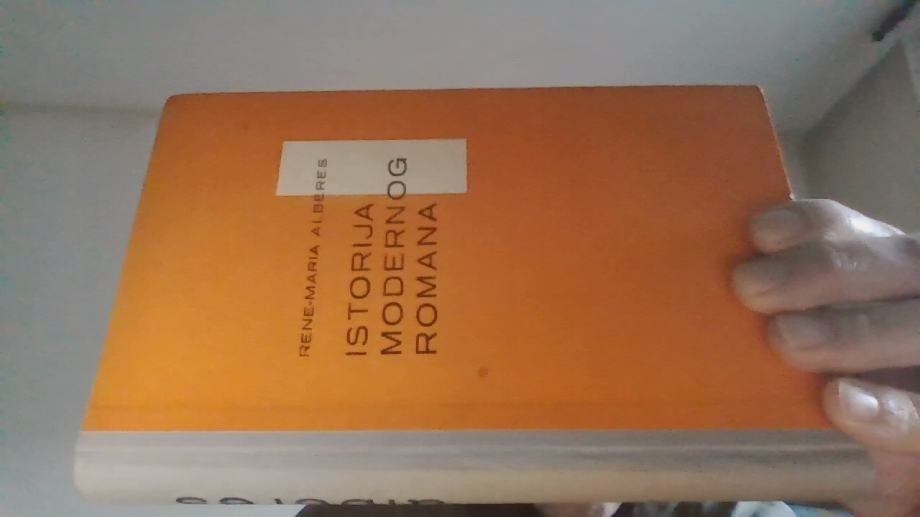 RENE-MARIA ALBERES
ISTORIJA
MODERNOG
ROMANA